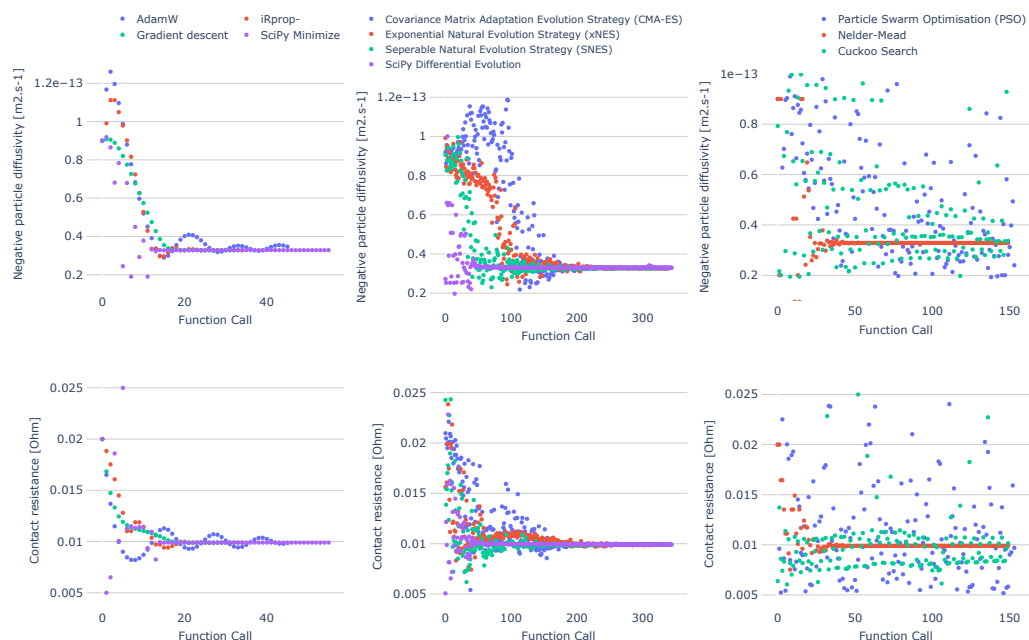 AdamW
iRprop-
Gradient descent
SciPy Minimize
Negative particle diffusivity [m2.s-1]
1.2e−13
1
0.8
0.6
0.4
0.2
0
20
40
Function Call
Covariance Matrix Adaptation Evolution Strategy (CMA-ES)
Exponential Natural Evolution Strategy (xNES)
Seperable Natural Evolution Strategy (SNES)
SciPy Differential Evolution
Negative particle diffusivity [m2.s-1]
1.2e−13
1
0.8
0.6
0.4
0.2
0
100
200
300
Function Call
Particle Swarm Optimisation (PSO)
Nelder-Mead
Cuckoo Search
Negative particle diffusivity [m2.s-1]
1e−13
0.8
0.6
0.4
0.2
0
50
100
150
Function Call
Contact resistance [Ohm]
0.025
0.02
0.015
0.01
0.005
0
20
40
Function Call
Contact resistance [Ohm]
0.025
0.02
0.015
0.01
0.005
0
100
200
300
Function Call
Contact resistance [Ohm]
0.025
0.02
0.015
0.01
0.005
0
50
100
150
Function Call